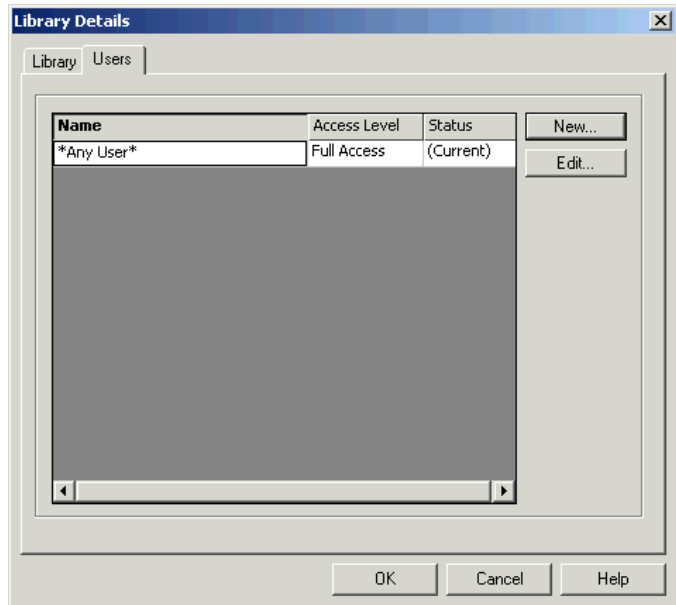 Library Details
Library Users
Name Access Level Status
*Any User* Full Access (Current)
New...
Edit...
OK Cancel Help